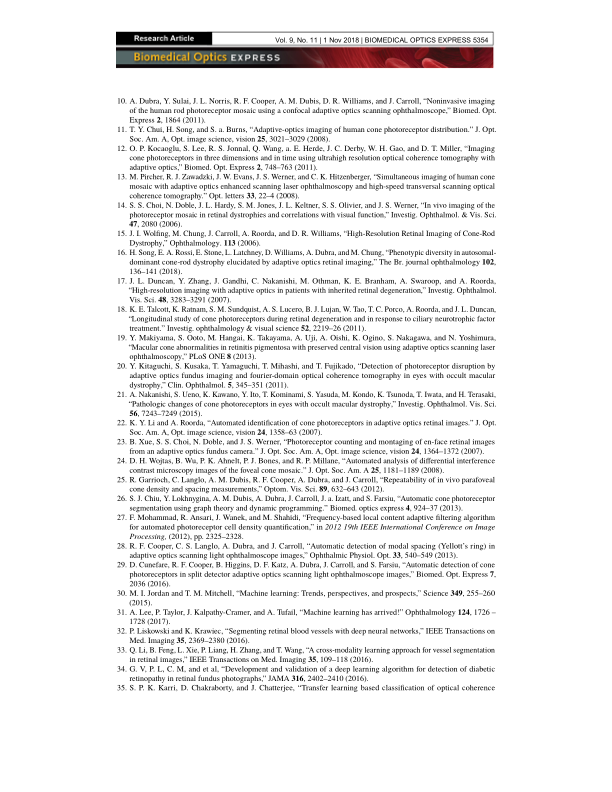 Research Article
Vol. 9, No. 11 | 1 Nov 2018 | BIOMEDICAL OPTICS EXPRESS 5354
Biomedical Optics EXPRESS
10. A. Dubra, Y. Sulai, J. L. Norris, R. F. Cooper, A. M. Dubis, D. R. Williams, and J. Carroll, “Noninvasive imaging
of the human rod photoreceptor mosaic using a confocal adaptive optics scanning ophthalmoscope,” Biomed. Opt.
Express 2, 1864 (2011).
11. T. Y. Chui, H. Song, and S. a. Burns, “Adaptive-optics imaging of human cone photoreceptor distribution.” J. Opt.
Soc. Am. A, Opt. image science, vision 25, 3021–3029 (2008).
12. O. P. Kocaoglu, S. Lee, R. S. Jonnal, Q. Wang, a. E. Herde, J. C. Derby, W. H. Gao, and D. T. Miller, “Imaging
cone photoreceptors in three dimensions and in time using ultrahigh resolution optical coherence tomography with
adaptive optics,” Biomed. Opt. Express 2, 748–763 (2011).
13. M. Pircher, R. J. Zawadzki, J. W. Evans, J. S. Werner, and C. K. Hitzenberger, “Simultaneous imaging of human cone
mosaic with adaptive optics enhanced scanning laser ophthalmoscopy and high-speed transversal scanning optical
coherence tomography.” Opt. letters 33, 22–4 (2008).
14. S. S. Choi, N. Doble, J. L. Hardy, S. M. Jones, J. L. Keltner, S. S. Olivier, and J. S. Werner, “In vivo imaging of the
photoreceptor mosaic in retinal dystrophies and correlations with visual function,” Investig. Ophthalmol. & Vis. Sci.
47, 2080 (2006).
15. J. I. Wolfing, M. Chung, J. Carroll, A. Roorda, and D. R. Williams, “High-Resolution Retinal Imaging of Cone-Rod
Dystrophy,” Ophthalmology. 113 (2006).
16. H. Song, E. A. Rossi, E. Stone, L. Latchney, D. Williams, A. Dubra, and M. Chung, “Phenotypic diversity in autosomal-
dominant cone-rod dystrophy elucidated by adaptive optics retinal imaging,” The Br. journal ophthalmology 102,
136–141 (2018).
17. J. L. Duncan, Y. Zhang, J. Gandhi, C. Nakanishi, M. Othman, K. E. Branham, A. Swaroop, and A. Roorda,
“High-resolution imaging with adaptive optics in patients with inherited retinal degeneration,” Investig. Ophthalmol.
Vis. Sci. 48, 3283–3291 (2007).
18. K. E. Talcott, K. Ratnam, S. M. Sundquist, A. S. Lucero, B. J. Lujan, W. Tao, T. C. Porco, A. Roorda, and J. L. Duncan,
“Longitudinal study of cone photoreceptors during retinal degeneration and in response to ciliary neurotrophic factor
treatment.” Investig. ophthalmology & visual science 52, 2219–26 (2011).
19. Y. Makiyama, S. Ooto, M. Hangai, K. Takayama, A. Uji, A. Oishi, K. Ogino, S. Nakagawa, and N. Yoshimura,
“Macular cone abnormalities in retinitis pigmentosa with preserved central vision using adaptive optics scanning laser
ophthalmoscopy,” PLoS ONE 8 (2013).
20. Y. Kitaguchi, S. Kusaka, T. Yamaguchi, T. Mihashi, and T. Fujikado, “Detection of photoreceptor disruption by
adaptive optics fundus imaging and fourier-domain optical coherence tomography in eyes with occult macular
dystrophy,” Clin. Ophthalmol. 5, 345–351 (2011).
21. A. Nakanishi, S. Ueno, K. Kawano, Y. Ito, T. Kominami, S. Yasuda, M. Kondo, K. Tsunoda, T. Iwata, and H. Terasaki,
“Pathologic changes of cone photoreceptors in eyes with occult macular dystrophy,” Investig. Ophthalmol. Vis. Sci.
56, 7243–7249 (2015).
22. K. Y. Li and A. Roorda, “Automated identification of cone photoreceptors in adaptive optics retinal images.” J. Opt.
Soc. Am. A, Opt. image science, vision 24, 1358–63 (2007).
23. B. Xue, S. S. Choi, N. Doble, and J. S. Werner, “Photoreceptor counting and montaging of en-face retinal images
from an adaptive optics fundus camera.” J. Opt. Soc. Am. A, Opt. image science, vision 24, 1364–1372 (2007).
24. D. H. Wojtas, B. Wu, P. K. Ahnelt, P. J. Bones, and R. P. Millane, “Automated analysis of differential interference
contrast microscopy images of the foveal cone mosaic.” J. Opt. Soc. Am. A 25, 1181–1189 (2008).
25. R. Garrioch, C. Langlo, A. M. Dubis, R. F. Cooper, A. Dubra, and J. Carroll, “Repeatability of in vivo parafoveal
cone density and spacing measurements,” Optom. Vis. Sci. 89, 632–643 (2012).
26. S. J. Chiu, Y. Lokhnygina, A. M. Dubis, A. Dubra, J. Carroll, J. a. Izatt, and S. Farsiu, “Automatic cone photoreceptor
segmentation using graph theory and dynamic programming.” Biomed. optics express 4, 924–37 (2013).
27. F. Mohammad, R. Ansari, J. Wanek, and M. Shahidi, “Frequency-based local content adaptive filtering algorithm
for automated photoreceptor cell density quantification,” in 2012 19th IEEE International Conference on Image
Processing, (2012), pp. 2325–2328.
28. R. F. Cooper, C. S. Langlo, A. Dubra, and J. Carroll, “Automatic detection of modal spacing (Yellott's ring) in
adaptive optics scanning light ophthalmoscope images,” Ophthalmic Physiol. Opt. 33, 540–549 (2013).
29. D. Cunefare, R. F. Cooper, B. Higgins, D. F. Katz, A. Dubra, J. Carroll, and S. Farsiu, “Automatic detection of cone
photoreceptors in split detector adaptive optics scanning light ophthalmoscope images,” Biomed. Opt. Express 7,
2036 (2016).
30. M. I. Jordan and T. M. Mitchell, “Machine learning: Trends, perspectives, and prospects,” Science 349, 255–260
(2015).
31. A. Lee, P. Taylor, J. Kalpathy-Cramer, and A. Tufail, “Machine learning has arrived!” Ophthalmology 124, 1726 –
1728 (2017).
32. P. Liskowski and K. Krawiec, “Segmenting retinal blood vessels with deep neural networks,” IEEE Transactions on
Med. Imaging 35, 2369–2380 (2016).
33. Q. Li, B. Feng, L. Xie, P. Liang, H. Zhang, and T. Wang, “A cross-modality learning approach for vessel segmentation
in retinal images,” IEEE Transactions on Med. Imaging 35, 109–118 (2016).
34. G. V, P. L, C. M, and et al, “Development and validation of a deep learning algorithm for detection of diabetic
retinopathy in retinal fundus photographs,” JAMA 316, 2402–2410 (2016).
35. S. P. K. Karri, D. Chakraborty, and J. Chatterjee, “Transfer learning based classification of optical coherence